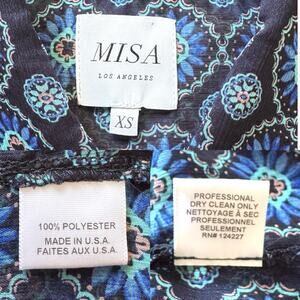 MISA
LOS ANGELES
XS
100% POLYESTER
MADE IN U.S.A.
FAITES AUX U.S.A.
PROFESSIONAL
DRY CLEAN ONLY
NETTOYAGE À SEC
PROFESSIONNEL
SEULEMENT
RN# 124227